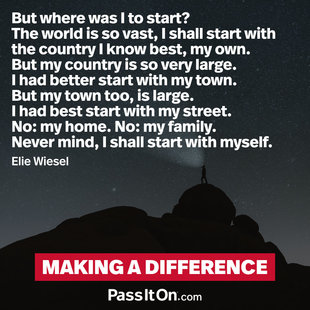 But where was I to start?
The world is so vast, I shall start with
the country I know best, my own.
But my country is so very large.
I had better start with my town.
But my town too, is large.
I had best start with my street.
No: my home. No: my family.
Never mind, I shall start with myself.
Elie Wiesel
MAKING A DIFFERENCE
PassItOn.com